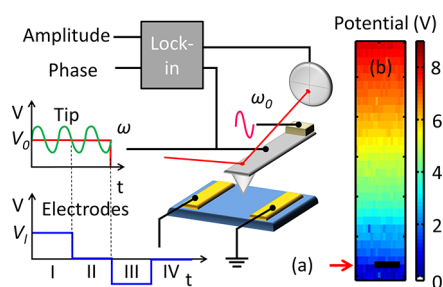 Amplitude
Phase
Lock-
in
Potential (V)
(b)
8
6
4
2
0
ω₀
ω
V
Tip
V₀
t
V
Electrodes
Vₗ
I II III IV
t
(a)